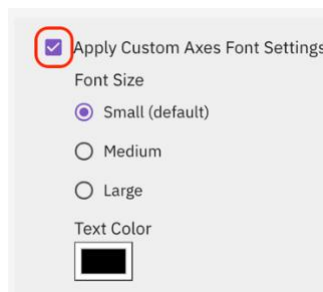 Apply Custom Axes Font Settings
Font Size
Small (default)
Medium
Large
Text Color